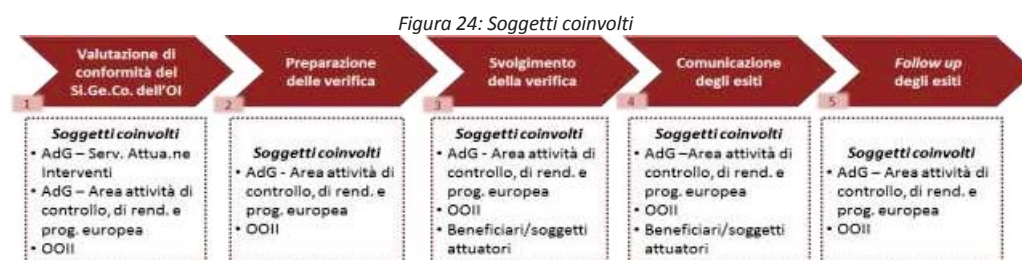 Figura 24: Soggetti coinvolti
Valutazione di
conformità del
Si.Ge.Co. dell'OI
1
Preparazione
delle verifica
2
Svolgimento
della verifica
3
Comunicazione
degli esiti
4
Follow up
degli esiti
5
Soggetti coinvolti
• AdG – Serv. Attua.ne
Interventi
• AdG – Area attività di
controllo, di rend. e
prog. europea
• OOII
Soggetti coinvolti
• AdG - Area attività di
controllo, di rend. e
prog. europea
• OOII
Soggetti coinvolti
• AdG - Area attività di
controllo, di rend. e
prog. europea
• OOII
• Beneficiari/soggetti
attuatori
Soggetti coinvolti
• AdG –Area attività di
controllo, di rend. e
prog. europea
• OOII
• Beneficiari/soggetti
attuatori
Soggetti coinvolti
• AdG – Area attività di
controllo, di rend. e
prog. europea
• OOII